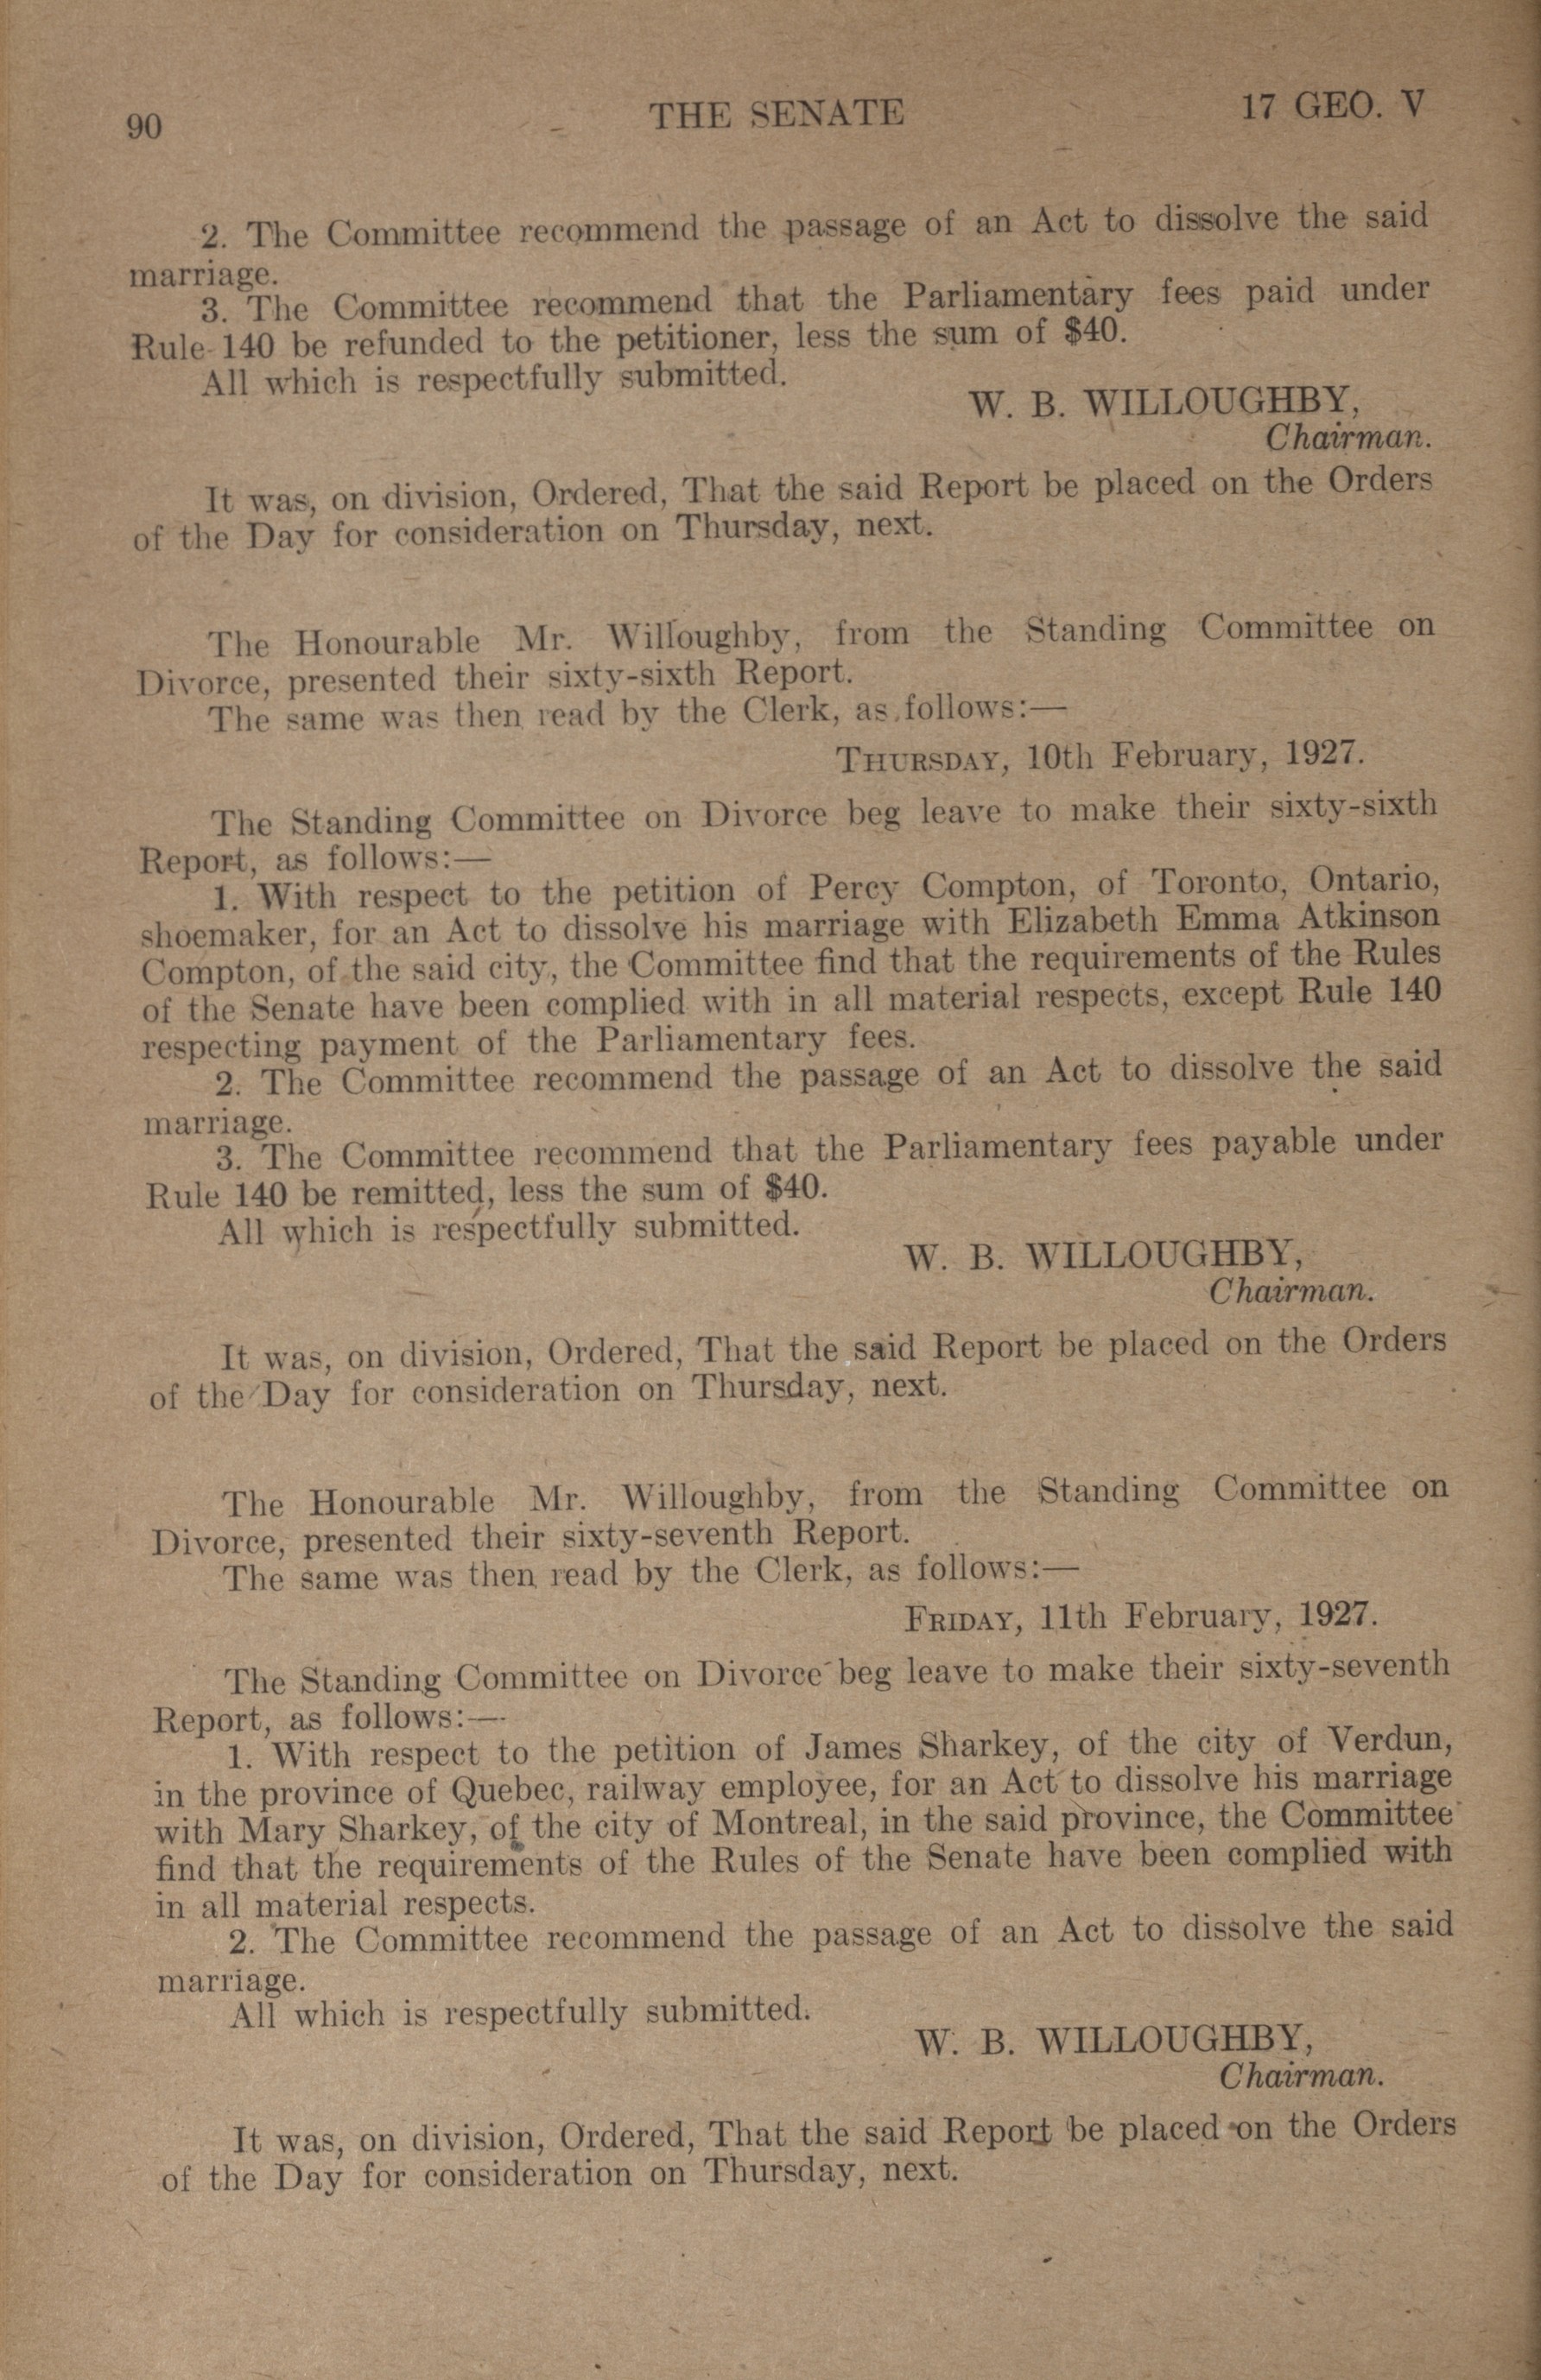 90
THE SENATE
17 GEO. V
2. The Committee recommend the passage of an Act to dissolve the said
marriage.
3. The Committee recommend that the Parliamentary fees paid under
Rule 140 be refunded to the petitioner, less the sum of $40.
All which is respectfully submitted.
W. B. WILLOUGHBY,
Chairman.
It was, on division, Ordered, That the said Report be placed on the Orders
of the Day for consideration on Thursday, next.
The Honourable Mr. Willoughby, from the Standing Committee on
Divorce, presented their sixty-sixth Report.
The same was then read by the Clerk, as follows:—
THURSDAY, 10th February, 1927.
The Standing Committee on Divorce beg leave to make their sixty-sixth
Report, as follows:—
1. With respect to the petition of Percy Compton, of Toronto, Ontario,
shoemaker, for an Act to dissolve his marriage with Elizabeth Emma Atkinson
Compton, of the said city, the Committee find that the requirements of the Rules
of the Senate have been complied with in all material respects, except Rule 140
respecting payment of the Parliamentary fees.
2. The Committee recommend the passage of an Act to dissolve the said
marriage.
3. The Committee recommend that the Parliamentary fees payable under
Rule 140 be remitted, less the sum of $40.
All which is respectfully submitted.
W. B. WILLOUGHBY,
Chairman.
It was, on division, Ordered, That the said Report be placed on the Orders
of the Day for consideration on Thursday, next.
The Honourable Mr. Willoughby, from the Standing Committee on
Divorce, presented their sixty-seventh Report.
The same was then read by the Clerk, as follows:—
FRIDAY, 11th February, 1927.
The Standing Committee on Divorce beg leave to make their sixty-seventh
Report, as follows:—
1. With respect to the petition of James Sharkey, of the city of Verdun,
in the province of Quebec, railway employee, for an Act to dissolve his marriage
with Mary Sharkey, of the city of Montreal, in the said province, the Committee
find that the requirements of the Rules of the Senate have been complied with
in all material respects.
2. The Committee recommend the passage of an Act to dissolve the said
marriage.
All which is respectfully submitted.
W. B. WILLOUGHBY,
Chairman.
It was, on division, Ordered, That the said Report be placed on the Orders
of the Day for consideration on Thursday, next.